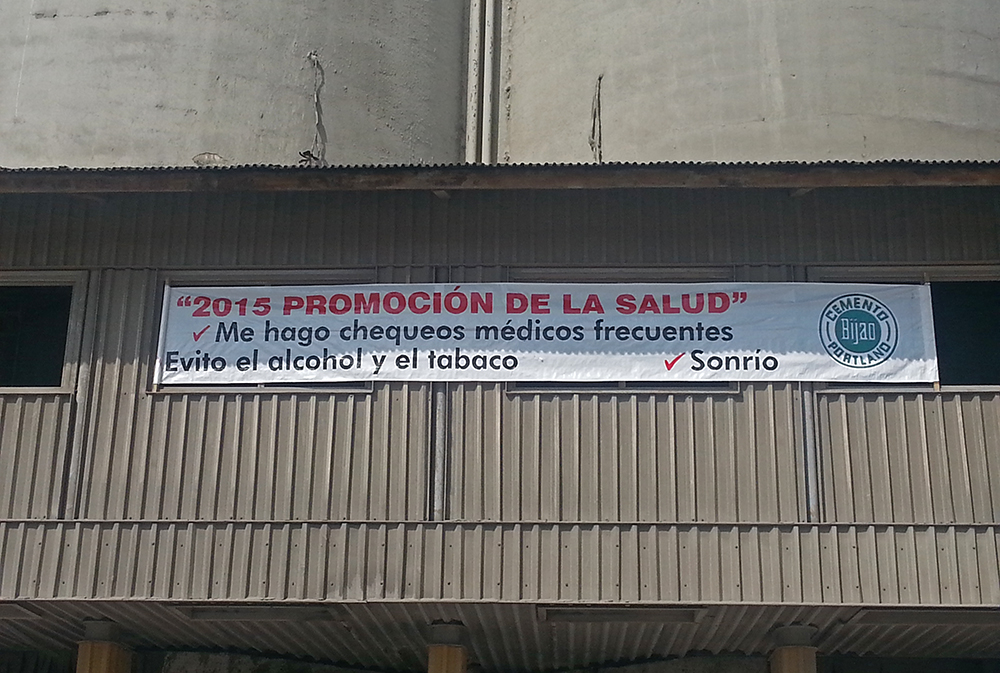 “2015 PROMOCIÓN DE LA SALUD”
✓ Me hago chequeos médicos frecuentes
Evito el alcohol y el tabaco ✓ Sonrío
CEMENTO
Bijao
PORTLAND